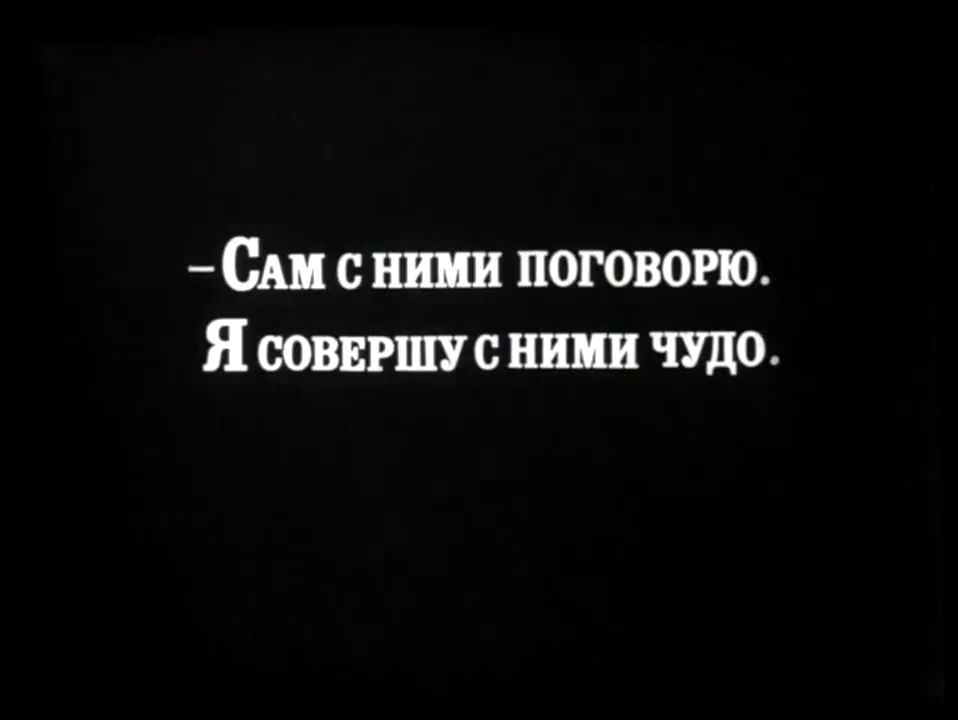 – Сам с ними поговорю.
Я совершу с ними чудо.